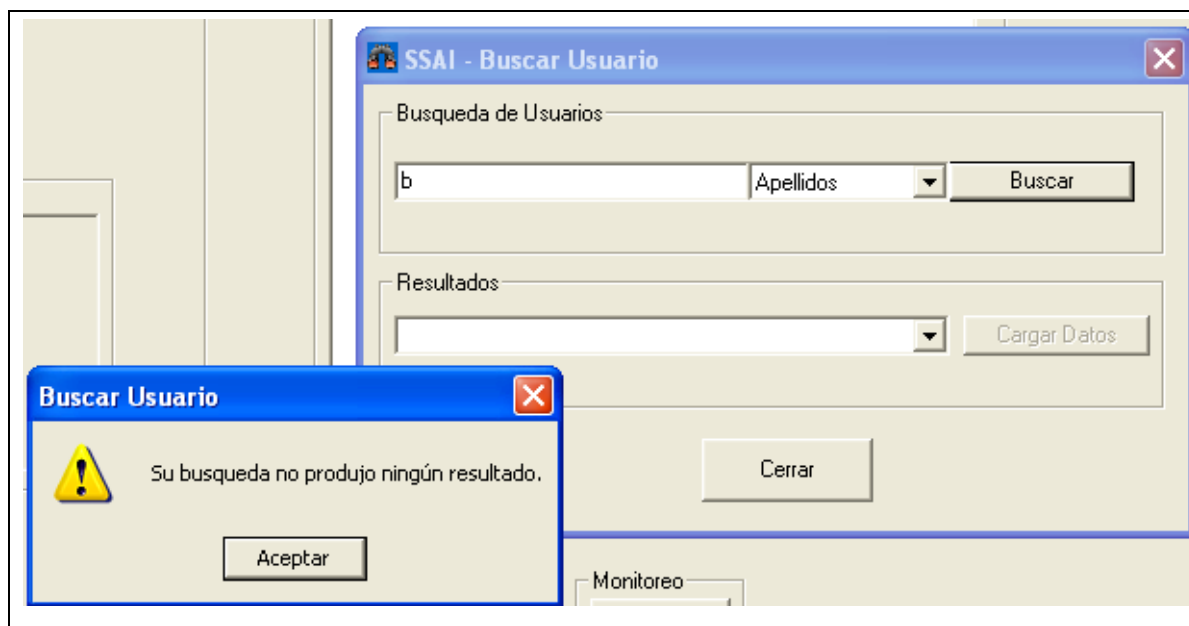 SSAI - Buscar Usuario
Busqueda de Usuarios
b
Apellidos
Buscar
Resultados
Cargar Datos
Buscar Usuario
Su busqueda no produjo ningún resultado.
Aceptar
Cerrar
Monitoreo